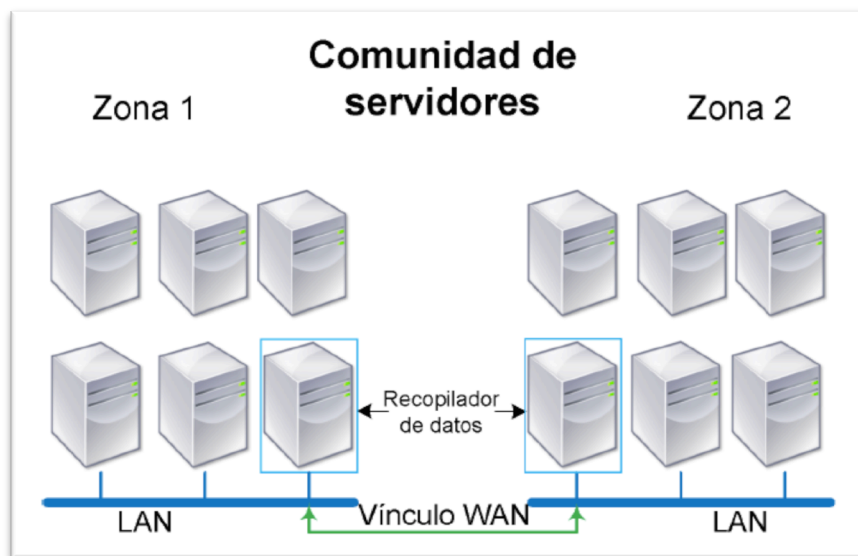 Comunidad de
servidores
Zona 1
Zona 2
Recopilador
de datos
LAN
Vínculo WAN
LAN